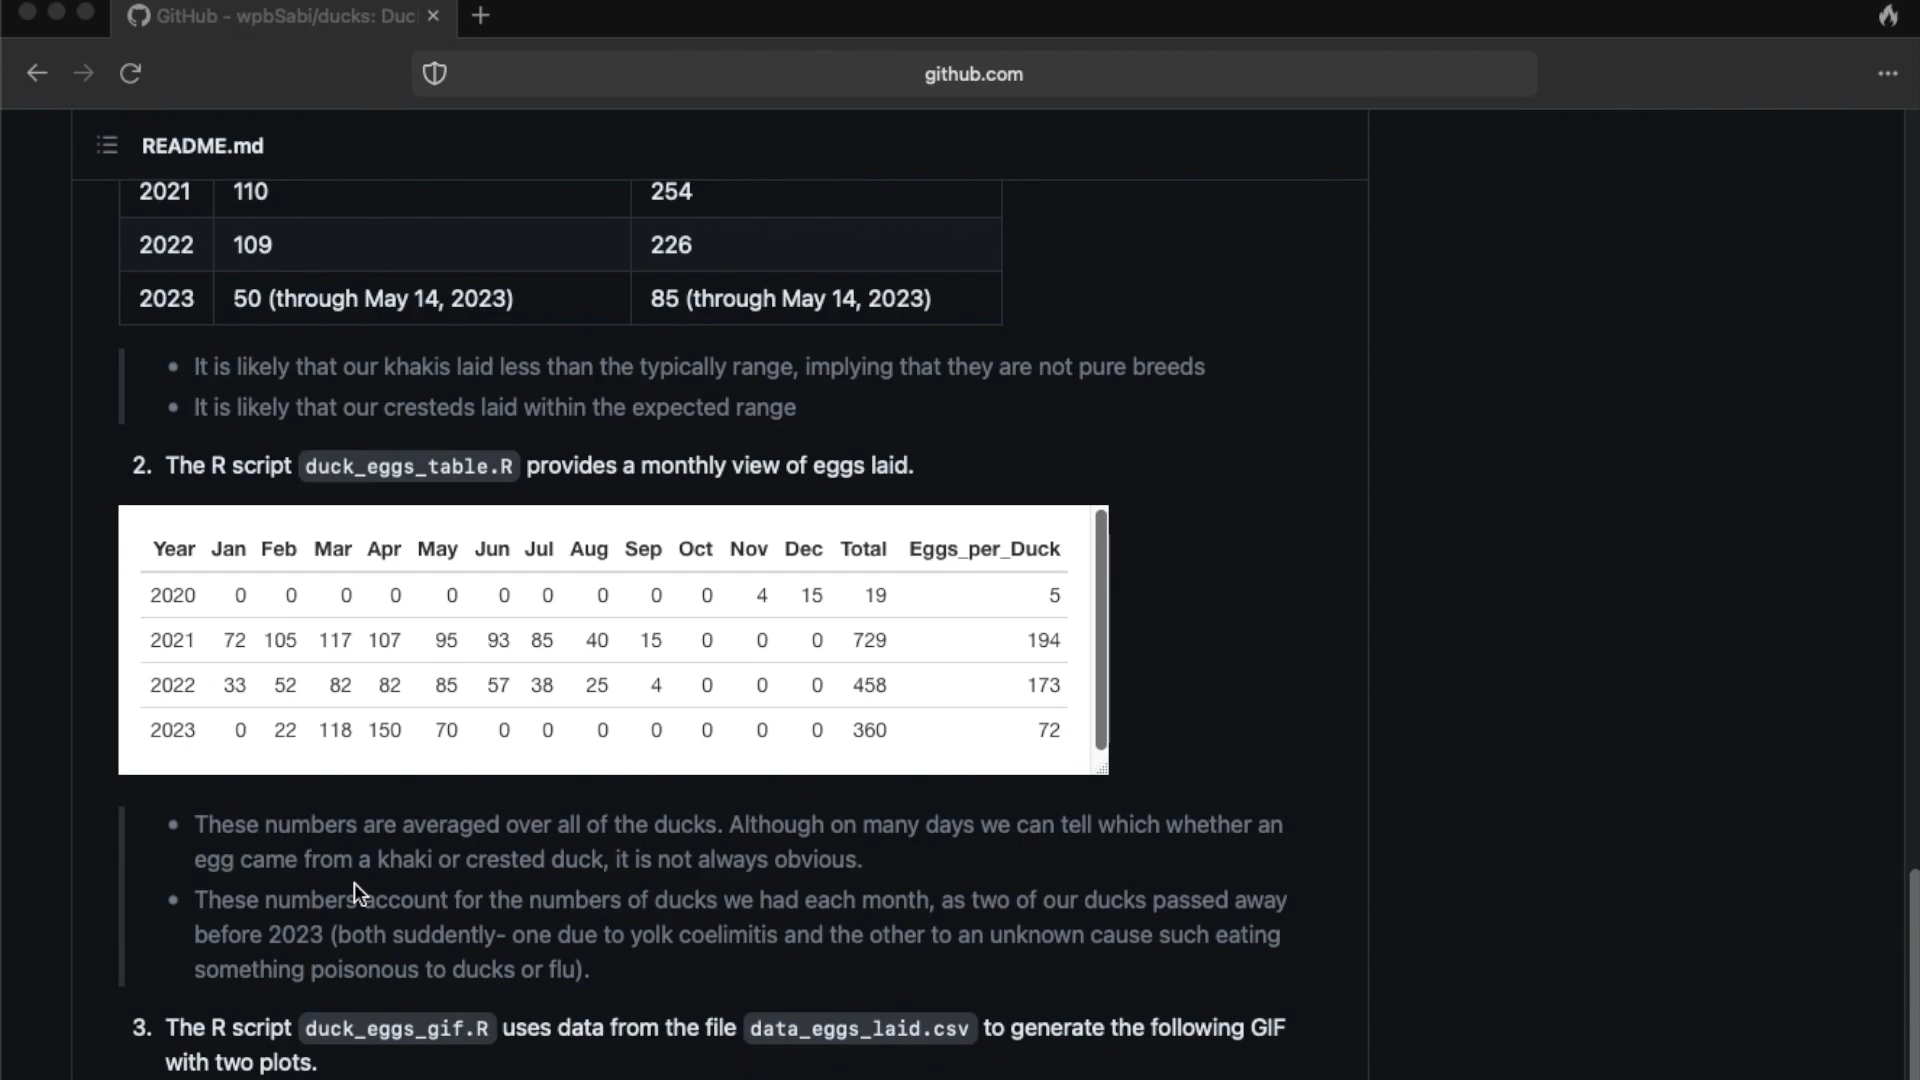 GitHub - wpbSabi/ducks: Duc
github.com
README.md
2021 110 254
2022 109 226
2023 50 (through May 14, 2023) 85 (through May 14, 2023)
It is likely that our khakis laid less than the typically range, implying that they are not pure breeds
It is likely that our cresteds laid within the expected range
2. The R script duck_eggs_table.R provides a monthly view of eggs laid.
Year Jan Feb Mar Apr May Jun Jul Aug Sep Oct Nov Dec Total Eggs_per_Duck
2020 0 0 0 0 0 0 0 0 0 0 4 15 19 5
2021 72 105 117 107 95 93 85 40 15 0 0 0 729 194
2022 33 52 82 82 85 57 38 25 4 0 0 0 458 173
2023 0 22 118 150 70 0 0 0 0 0 0 0 360 72
These numbers are averaged over all of the ducks. Although on many days we can tell which whether an
egg came from a khaki or crested duck, it is not always obvious.
These numbers account for the numbers of ducks we had each month, as two of our ducks passed away
before 2023 (both suddently- one due to yolk coelimitis and the other to an unknown cause such eating
something poisonous to ducks or flu).
3. The R script duck_eggs_gif.R uses data from the file data_eggs_laid.csv to generate the following GIF
with two plots.